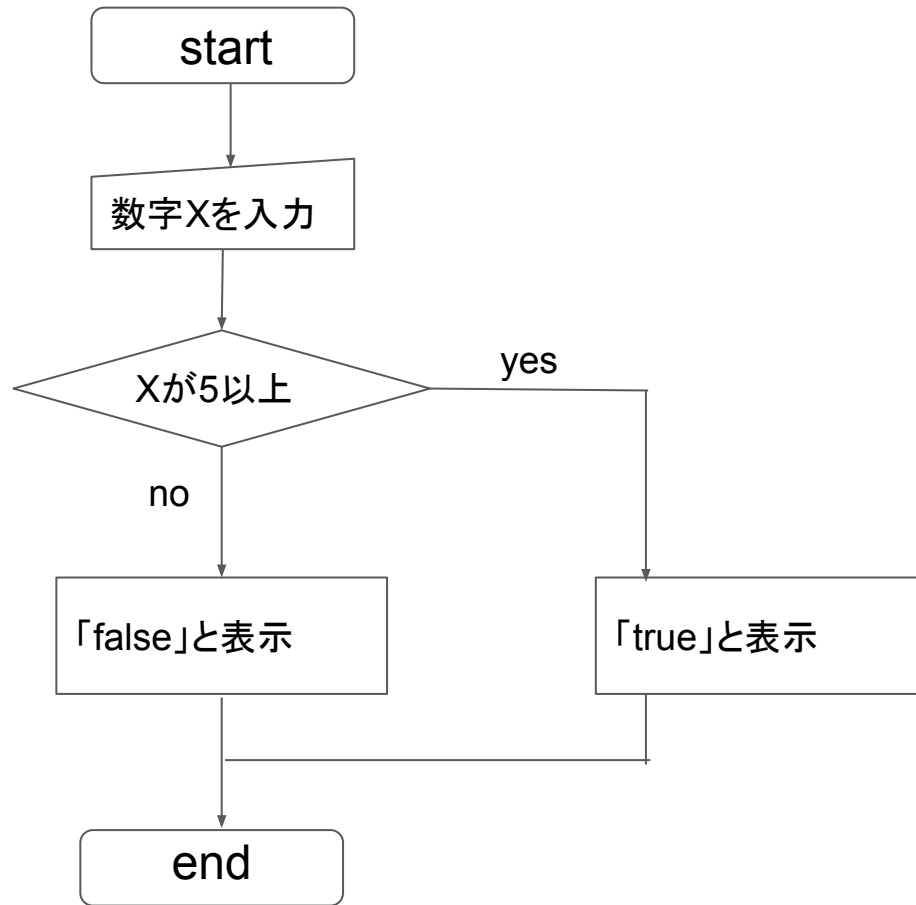 start
数字Xを入力
Xが5以上
yes
no
「false」と表示
「true」と表示
end